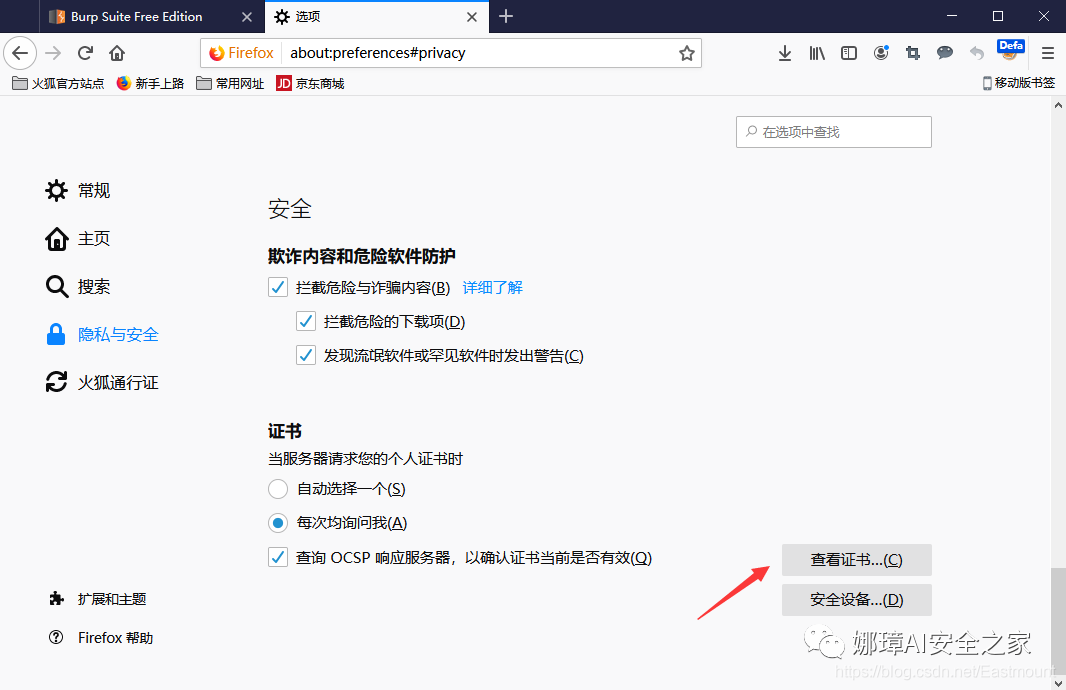 Burp Suite Free Edition
选项
Firefox
about:preferences#privacy
Defa
火狐官方站点
新手上路
常用网址
JD
京东商城
移动版书签
在选项中查找
常规
主页
搜索
隐私与安全
火狐通行证
扩展和主题
Firefox 帮助
安全
欺诈内容和危险软件防护
拦截危险与诈骗内容(B) 详细了解
拦截危险的下载项(D)
发现流氓软件或罕见软件时发出警告(C)
证书
当服务器请求您的个人证书时
自动选择一个(S)
每次均询问我(A)
查询 OCSP 响应服务器，以确认证书当前是否有效(Q)
查看证书...(C)
安全设备...(D)
娜璋AI安全之家
https://blog.csdn.net/Eastmount